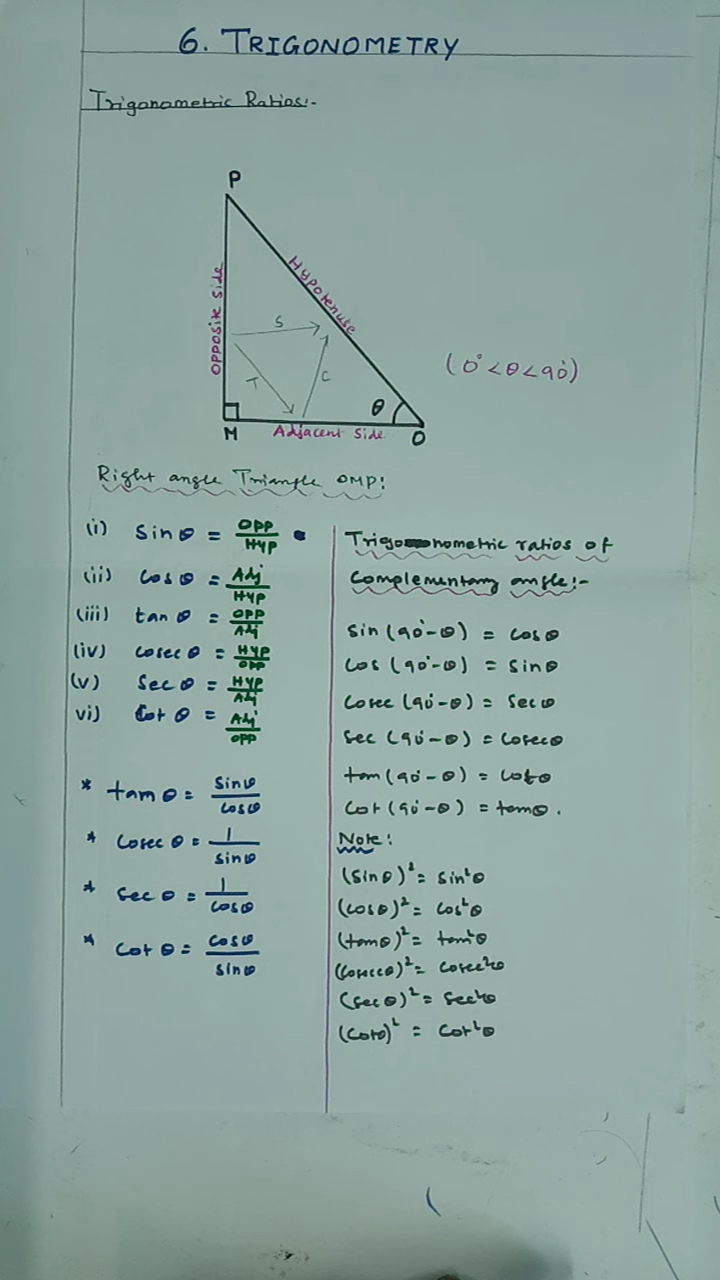 6. TRIGONOMETRY
Trigonometric Ratios:-
P
Opposite Side
Hypotenuse
S
T
C
θ
M
Adjacent Side
O
(0°<θ<90°)
Right angle Triangle OMP:
(i) Sinθ = OPP/HYP
(ii) Cosθ = Adj/HYP
(iii) tanθ = OPP/Adj
(iv) Cosecθ = HYP/OPP
(v) Secθ = HYP/Adj
vi) Cotθ = Adj/OPP
* tanθ = Sinθ/Cosθ
* Cosecθ = 1/Sinθ
* Secθ = 1/Cosθ
* Cotθ = Cosθ/Sinθ
Trigonometric ratios of
Complementary angle:-
Sin(90°-θ) = Cosθ
Cos(90°-θ) = Sinθ
Cosec(90°-θ) = Secθ
Sec(90°-θ) = Cosecθ
tan(90°-θ) = Cotθ
Cot(90°-θ) = tanθ.
Note:
(Sinθ)² = Sin²θ
(Cosθ)² = Cos²θ
(tanθ)² = tan²θ
(Cosecθ)² = Cosec²θ
(Secθ)² = Sec²θ
(Cotθ)² = Cot²θ